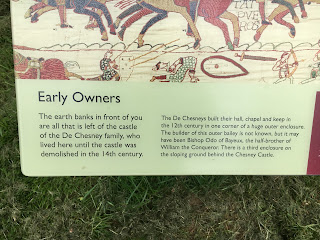 Early Owners
The earth banks in front of you
are all that is left of the castle
of the De Chesney family, who
lived here until the castle was
demolished in the 14th century.
The De Chesneys built their hall, chapel and keep in
the 12th century in one corner of a huge outer enclosure.
The builder of this outer bailey is not known, but it may
have been Bishop Odo of Bayeux, the half-brother of
William the Conqueror. There is a third enclosure on
the sloping ground behind the Chesney Castle.